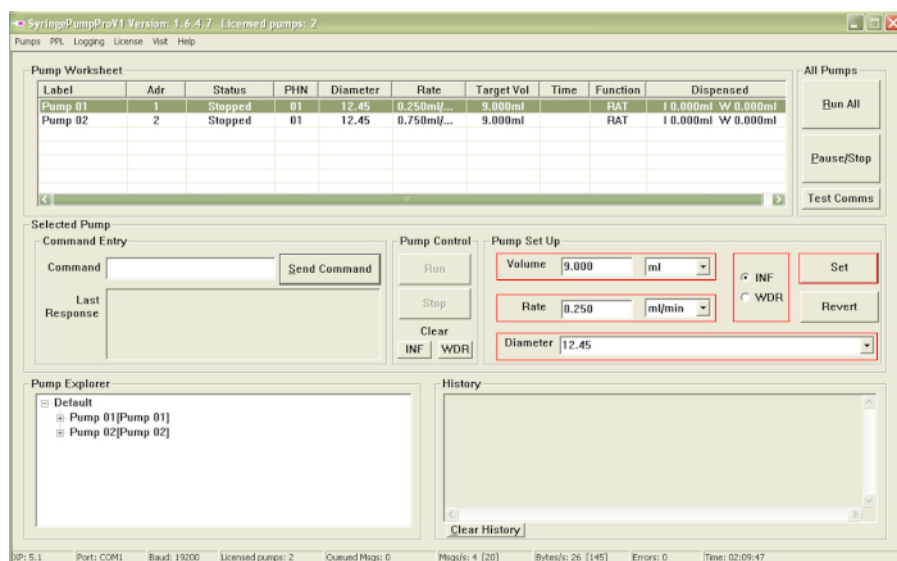 SyringePumpProV1 Version: 1.6.4.7 Licensed pumps: 2
Pumps PPL Logging License Visit Help
Pump Worksheet
All Pumps
Label Adr Status PHN Diameter Rate Target Vol Time Function Dispensed
Pump 01 1 Stopped 01 12.45 0.250ml/... 9.000ml RAT I 0.000ml W 0.000ml
Pump 02 2 Stopped 01 12.45 0.750ml/... 9.000ml RAT I 0.000ml W 0.000ml
Run All
Pause/Stop
Test Comms
Selected Pump
Command Entry
Pump Control
Pump Set Up
Command
Send Command
Run
Volume 9.000 ml
INF
Set
Last
Response
Stop
Rate 0.250 ml/min
WDR
Revert
Clear
INF WDR
Diameter 12.45
Pump Explorer
History
Default
Pump 01[Pump 01]
Pump 02[Pump 02]
Clear History
XP: 5.1 Port: COM1 Baud: 19200 Licensed pumps: 2 Queued Msgs: 0 Msgs/s: 4 [20] Bytes/s: 26 [145] Errors: 0 Time: 02:09:47